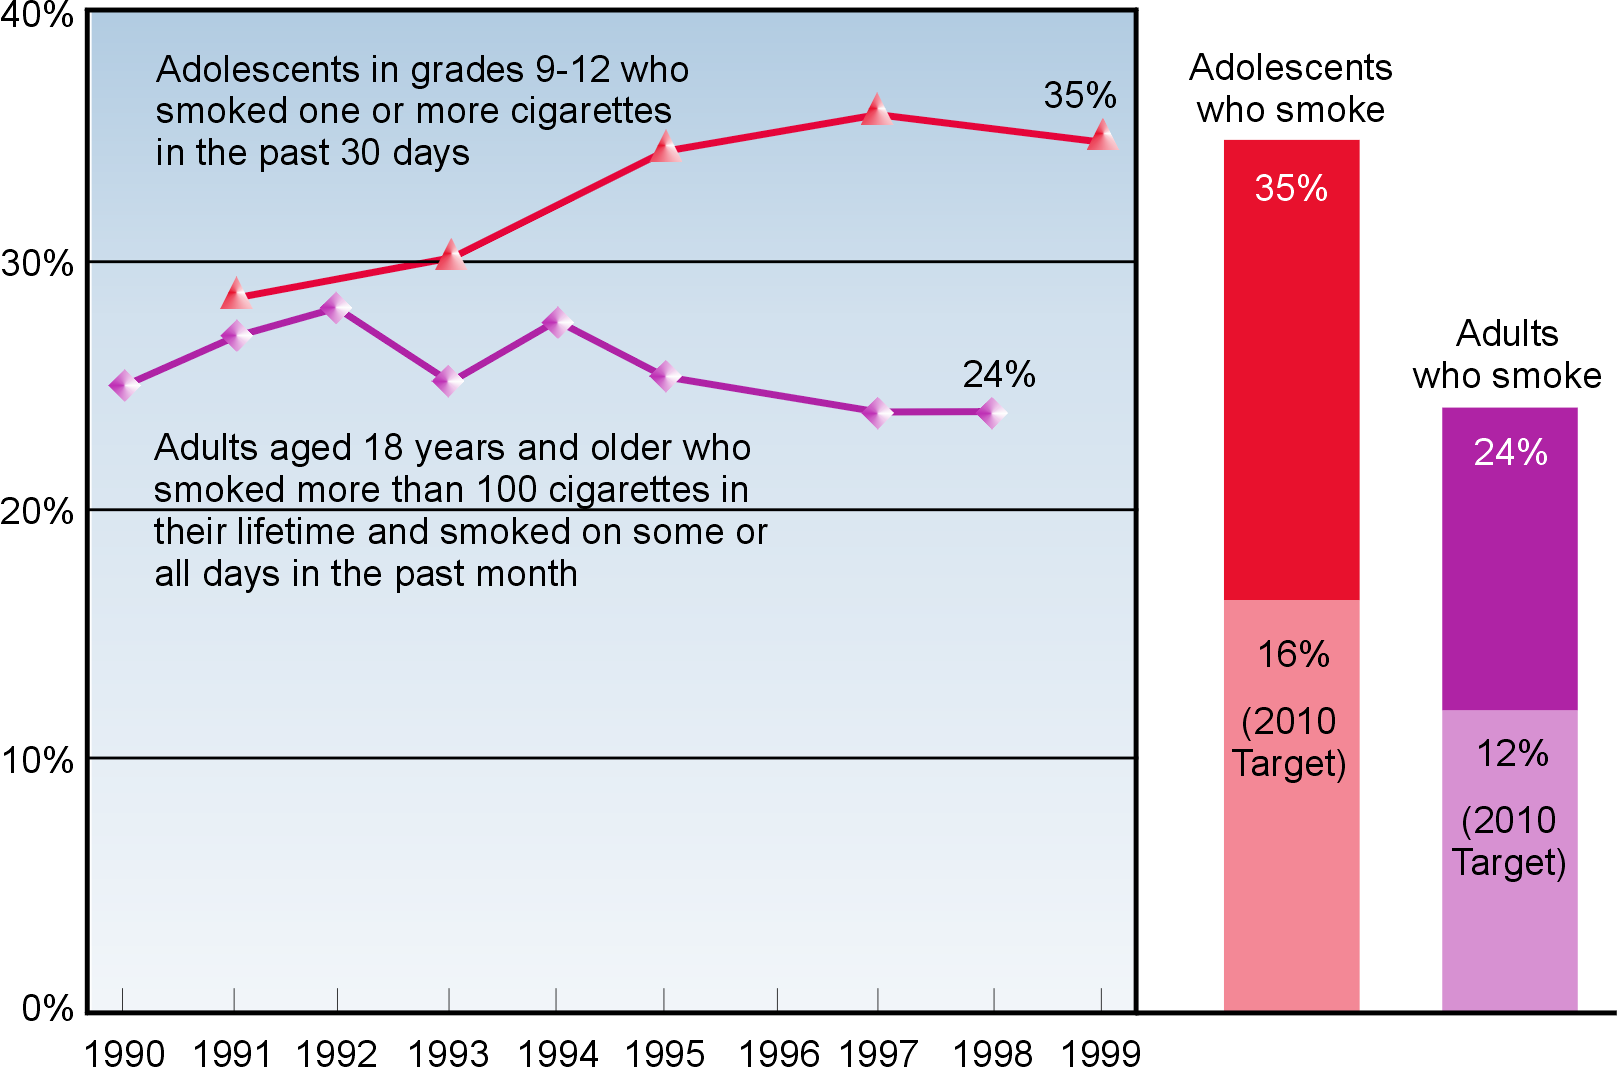 40%
30%
20%
10%
0%
Adolescents in grades 9-12 who
smoked one or more cigarettes
in the past 30 days
35%
24%
Adults aged 18 years and older who
smoked more than 100 cigarettes in
their lifetime and smoked on some or
all days in the past month
1990 1991 1992 1993 1994 1995 1996 1997 1998 1999
Adolescents
who smoke
35%
16%
(2010
Target)
Adults
who smoke
24%
12%
(2010
Target)